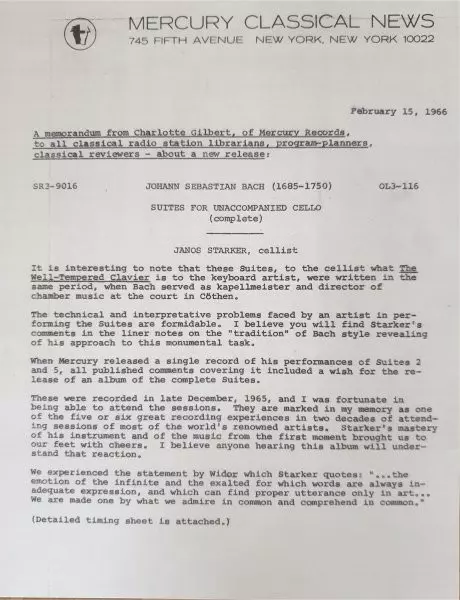 MERCURY CLASSICAL NEWS
745 FIFTH AVENUE NEW YORK, NEW YORK 10022
February 15, 1966
A memorandum from Charlotte Gilbert, of Mercury Records,
to all classical radio station librarians, program-planners,
classical reviewers - about a new release:
SR3-9016 JOHANN SEBASTIAN BACH (1685-1750) OL3-116
SUITES FOR UNACCOMPANIED CELLO
(complete)
JANOS STARKER, cellist
It is interesting to note that these Suites, to the cellist what The
Well-Tempered Clavier is to the keyboard artist, were written in the
same period, when Bach served as kapellmeister and director of
chamber music at the court in Cöthen.
The technical and interpretative problems faced by an artist in per-
forming the Suites are formidable. I believe you will find Starker's
comments in the liner notes on the "tradition" of Bach style revealing
of his approach to this monumental task.
When Mercury released a single record of his performances of Suites 2
and 5, all published comments covering it included a wish for the re-
lease of an album of the complete Suites.
These were recorded in late December, 1965, and I was fortunate in
being able to attend the sessions. They are marked in my memory as one
of the five or six great recording experiences in two decades of attend-
ing sessions of most of the world's renowned artists. Starker's mastery
of his instrument and of the music from the first moment brought us to
our feet with cheers. I believe anyone hearing this album will under-
stand that reaction.
We experienced the statement by Widor which Starker quotes: "...the
emotion of the infinite and the exalted for which words are always in-
adequate expression, and which can find proper utterance only in art...
We are made one by what we admire in common and comprehend in common."
(Detailed timing sheet is attached.)